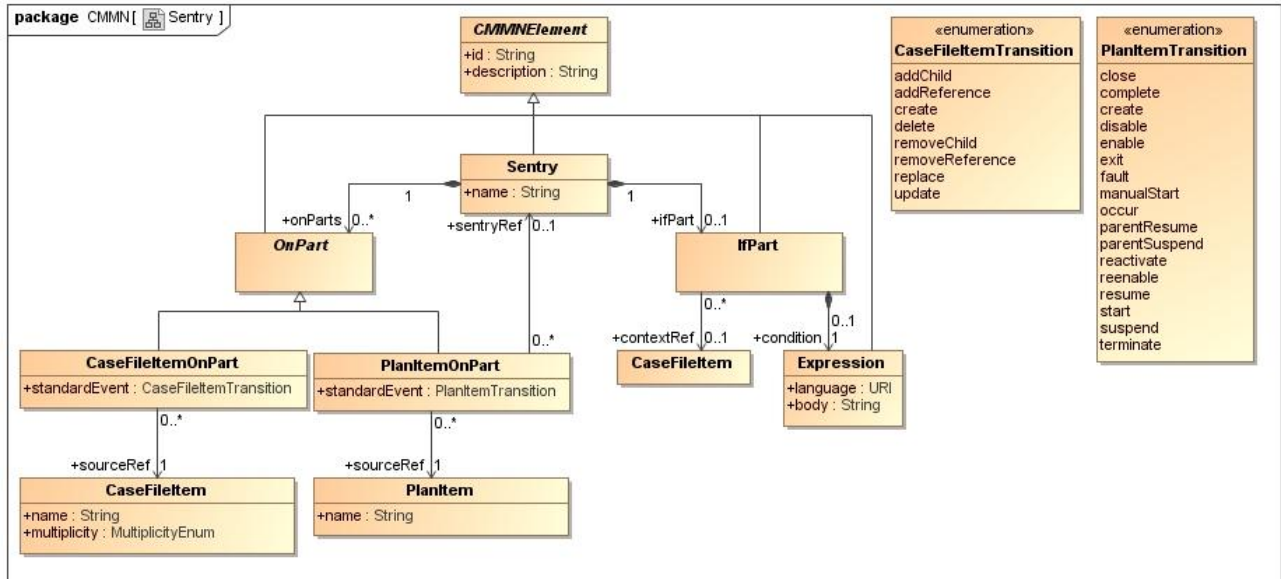 package CMMN[ Sentry ]
CMMNElement
+id : String
+description : String
«enumeration»
CaseFileItemTransition
addChild
addReference
create
delete
removeChild
removeReference
replace
update
«enumeration»
PlanItemTransition
close
complete
create
disable
enable
exit
fault
manualStart
occur
parentResume
parentSuspend
reactivate
reenable
resume
start
suspend
terminate
Sentry
+name : String
1
1
+onParts 0..*
+sentryRef 0..1
+ifPart 0..1
OnPart
IfPart
0..*
0..1
+contextRef 0..1
+condition 1
0..*
CaseFileItemOnPart
+standardEvent : CaseFileItemTransition
PlanItemOnPart
+standardEvent : PlanItemTransition
CaseFileItem
Expression
+language : URI
+body : String
0..*
0..*
+sourceRef 1
+sourceRef 1
CaseFileItem
+name : String
+multiplicity : MultiplicityEnum
PlanItem
+name : String